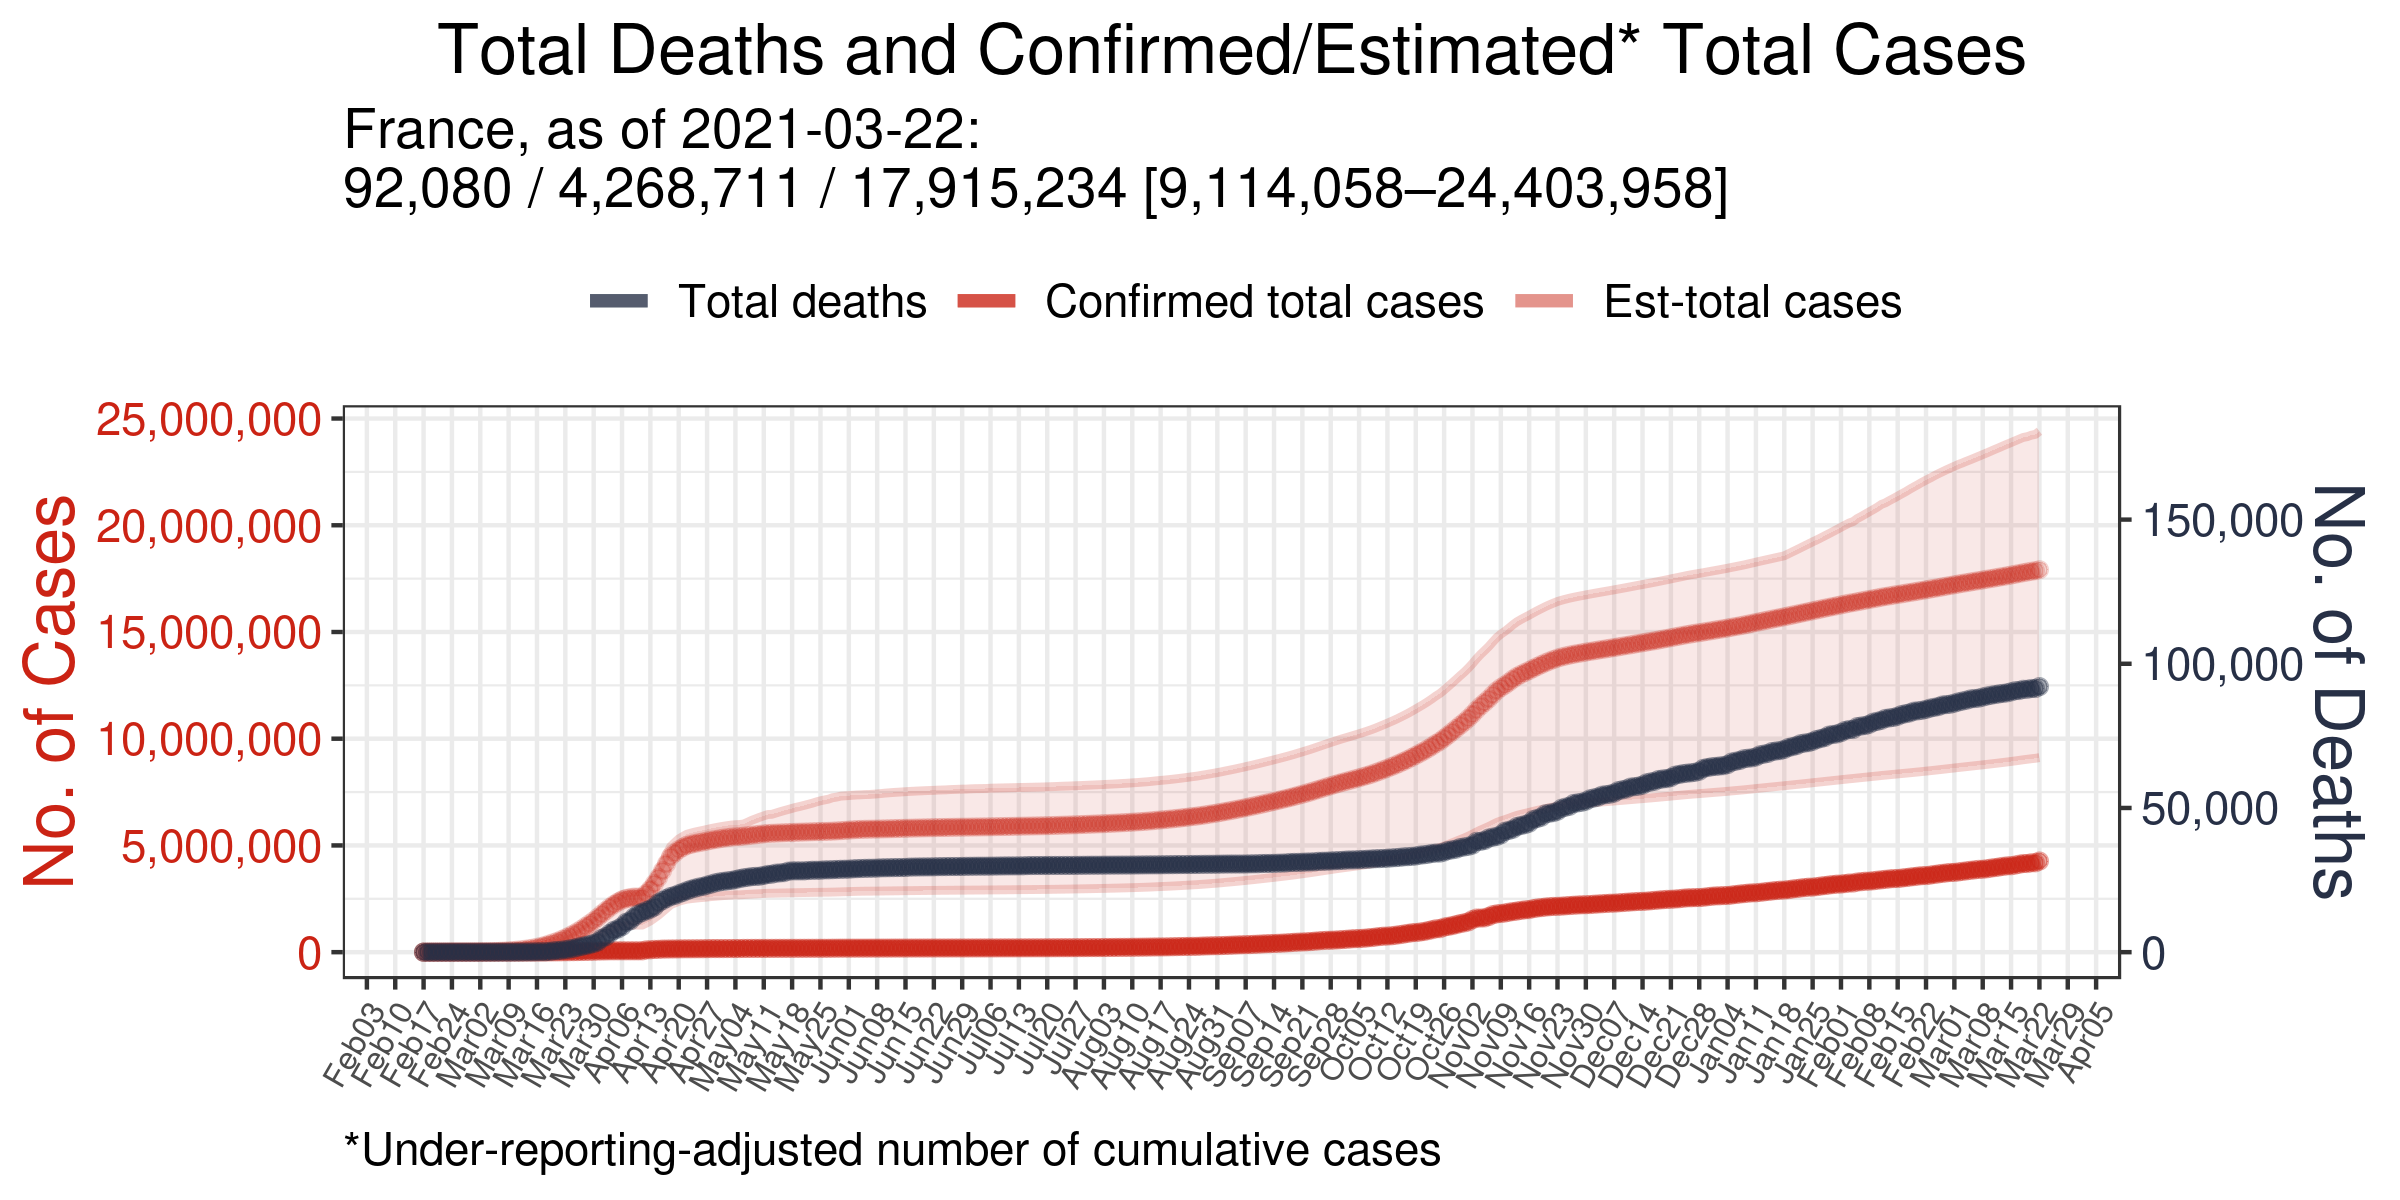 Total Deaths and Confirmed/Estimated* Total Cases
France, as of 2021-03-22:
92,080 / 4,268,711 / 17,915,234 [9,114,058–24,403,958]
Total deaths
Confirmed total cases
Est-total cases
No. of Cases
25,000,000
20,000,000
15,000,000
10,000,000
5,000,000
0
150,000
100,000
50,000
0
No. of Deaths
Feb03
Feb10
Feb17
Feb24
Mar02
Mar09
Mar16
Mar23
Mar30
Apr06
Apr13
Apr20
Apr27
May04
May11
May18
May25
Jun01
Jun08
Jun15
Jun22
Jun29
Jul06
Jul13
Jul20
Jul27
Aug03
Aug10
Aug17
Aug24
Aug31
Sep07
Sep14
Sep21
Sep28
Oct05
Oct12
Oct19
Oct26
Nov02
Nov09
Nov16
Nov23
Nov30
Dec07
Dec14
Dec21
Dec28
Jan04
Jan11
Jan18
Jan25
Feb01
Feb08
Feb15
Feb22
Mar01
Mar08
Mar15
Mar22
Mar29
Apr05
*Under-reporting-adjusted number of cumulative cases